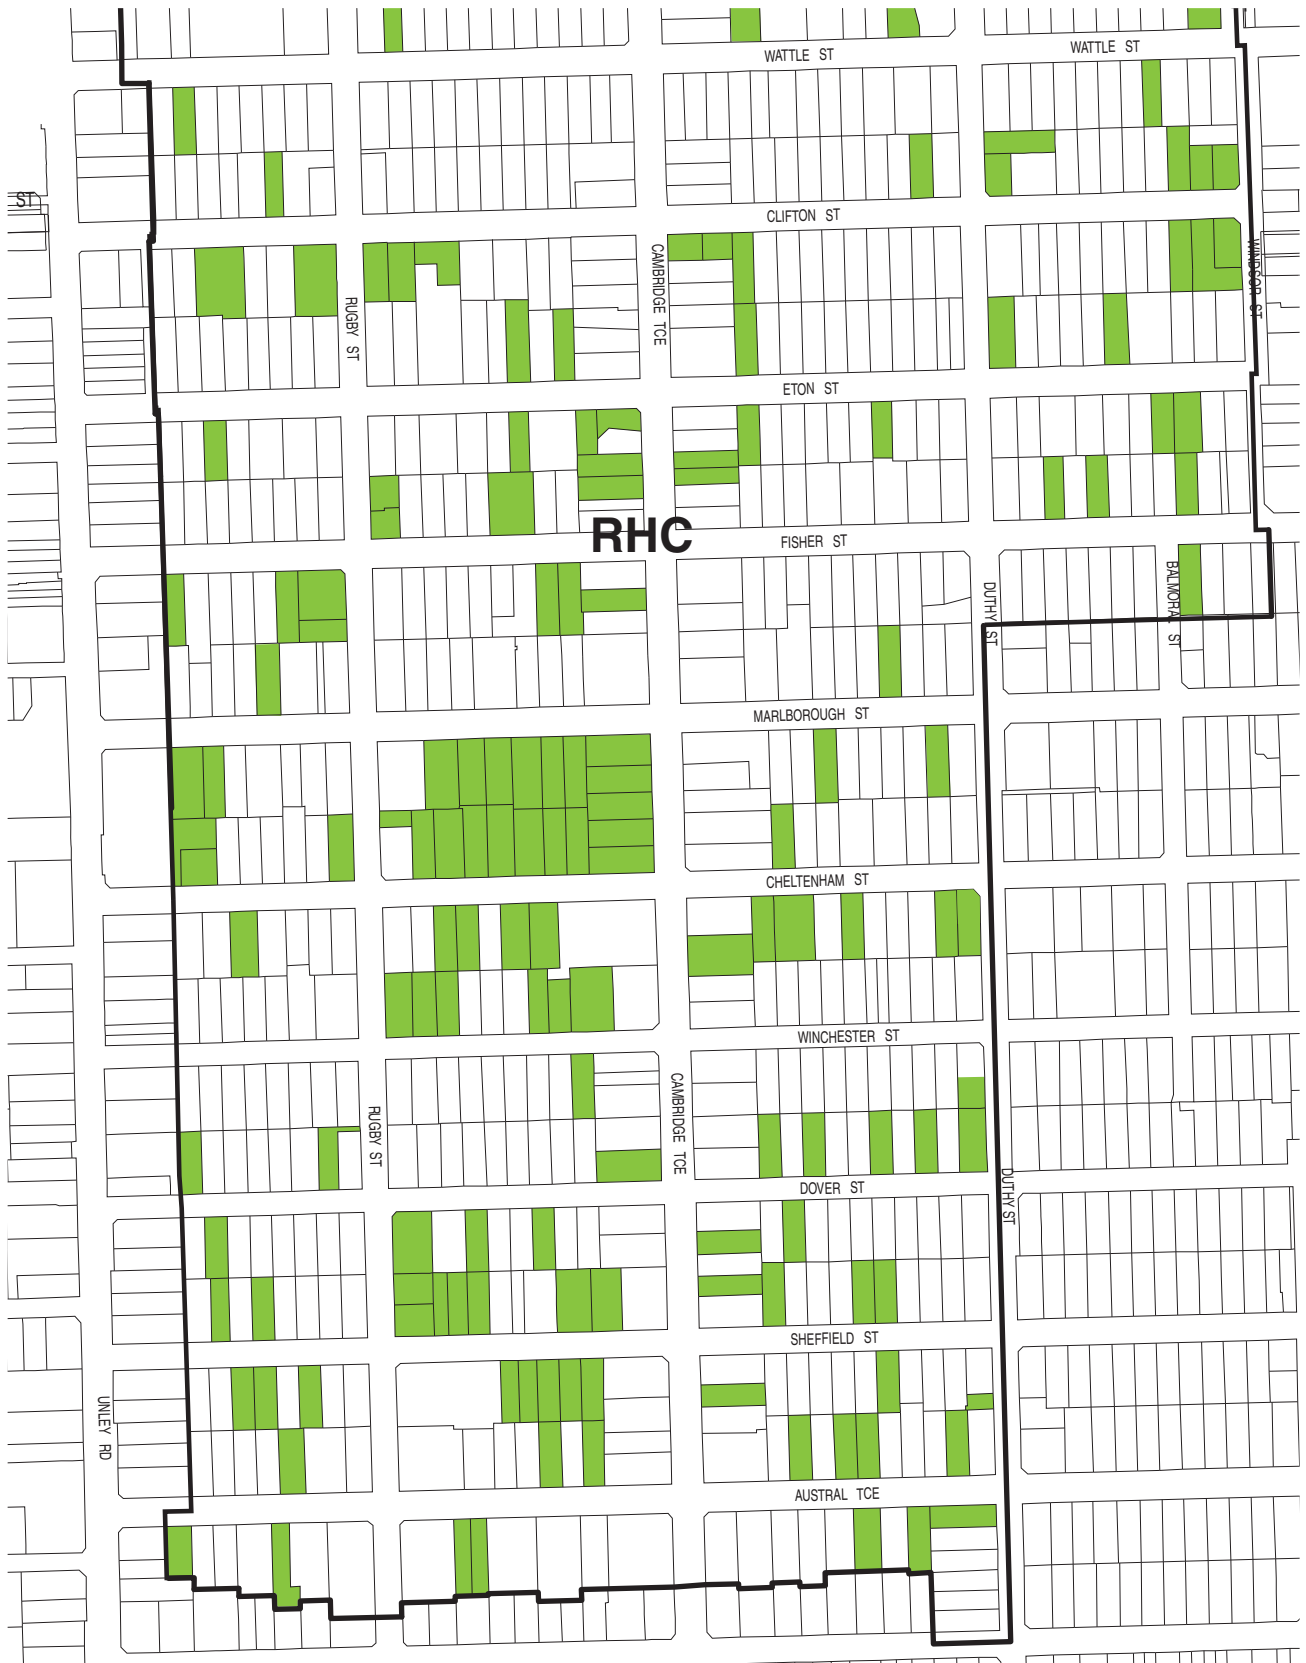 WATTLE ST
WATTLE ST
ST
CLIFTON ST
CAMBRIDGE TCE
WINDSOR ST
RUGBY ST
ETON ST
RHC
FISHER ST
DUTHY ST
BALMORAL ST
MARLBOROUGH ST
CHELTENHAM ST
WINCHESTER ST
CAMBRIDGE TCE
RUGBY ST
DOVER ST
DUTHY ST
SHEFFIELD ST
UNLEY RD
AUSTRAL TCE